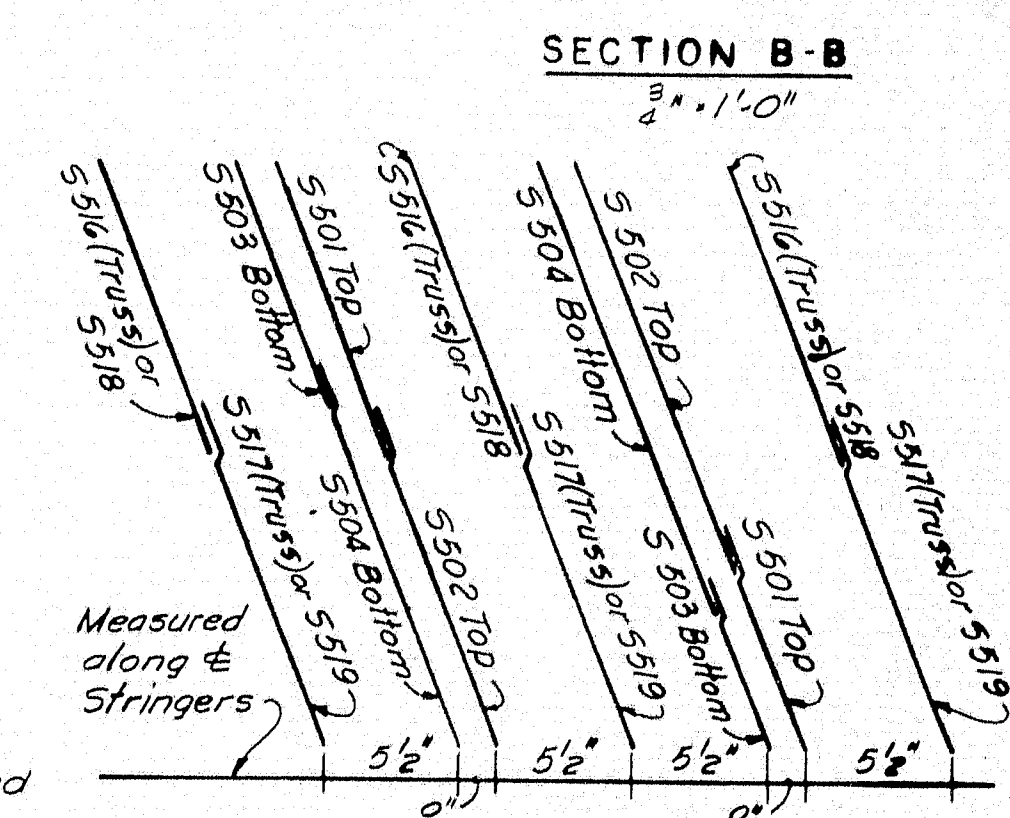 SECTION B-B
3/4" = 1'-0"
S516 (Truss) or
S518
S503 Bottom
S501 Top
S516 (Truss) or S518
S504 Bottom
S502 Top
S516 (Truss) or S518
S517 (Truss) or S519
S504 Bottom
S502 Top
S517 (Truss) or S519
S503 Bottom
S501 Top
S517 (Truss) or S519
Measured
along ℄
Stringers
5½"
0"
5½"
5½"
0"
5½"